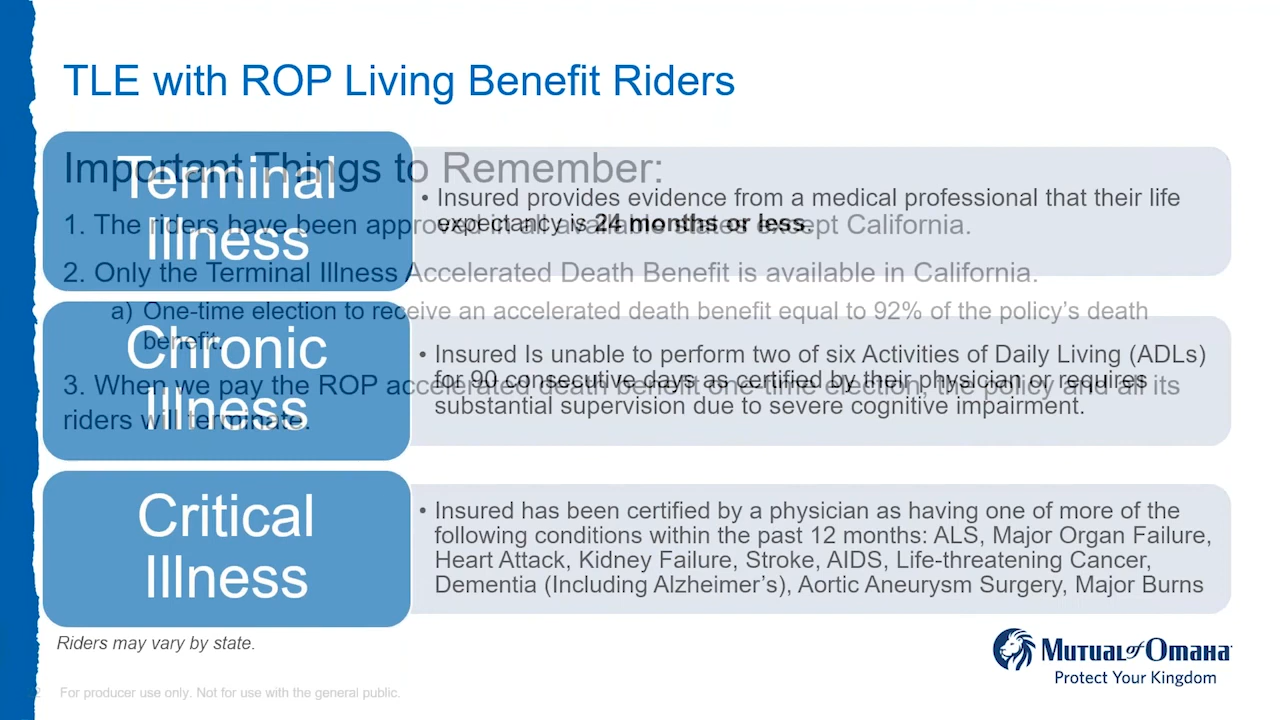 TLE with ROP Living Benefit Riders
Important Things to Remember:
1. The riders have been approved in all available states except California.
2. Only the Terminal Illness Accelerated Death Benefit is available in California.
a) One-time election to receive an accelerated death benefit equal to 92% of the policy’s death
benefit.
3. When we pay the ROP accelerated death benefit one-time election, the policy and all its
riders will terminate.
Terminal
Illness
• Insured provides evidence from a medical professional that their life
expectancy is 24 months or less.
Chronic
Illness
• Insured Is unable to perform two of six Activities of Daily Living (ADLs)
for 90 consecutive days as certified by their physician or requires
substantial supervision due to severe cognitive impairment.
Critical
Illness
• Insured has been certified by a physician as having one of more of the
following conditions within the past 12 months: ALS, Major Organ Failure,
Heart Attack, Kidney Failure, Stroke, AIDS, Life-threatening Cancer,
Dementia (Including Alzheimer’s), Aortic Aneurysm Surgery, Major Burns
Riders may vary by state.
For producer use only. Not for use with the general public.
Mutual of Omaha
Protect Your Kingdom